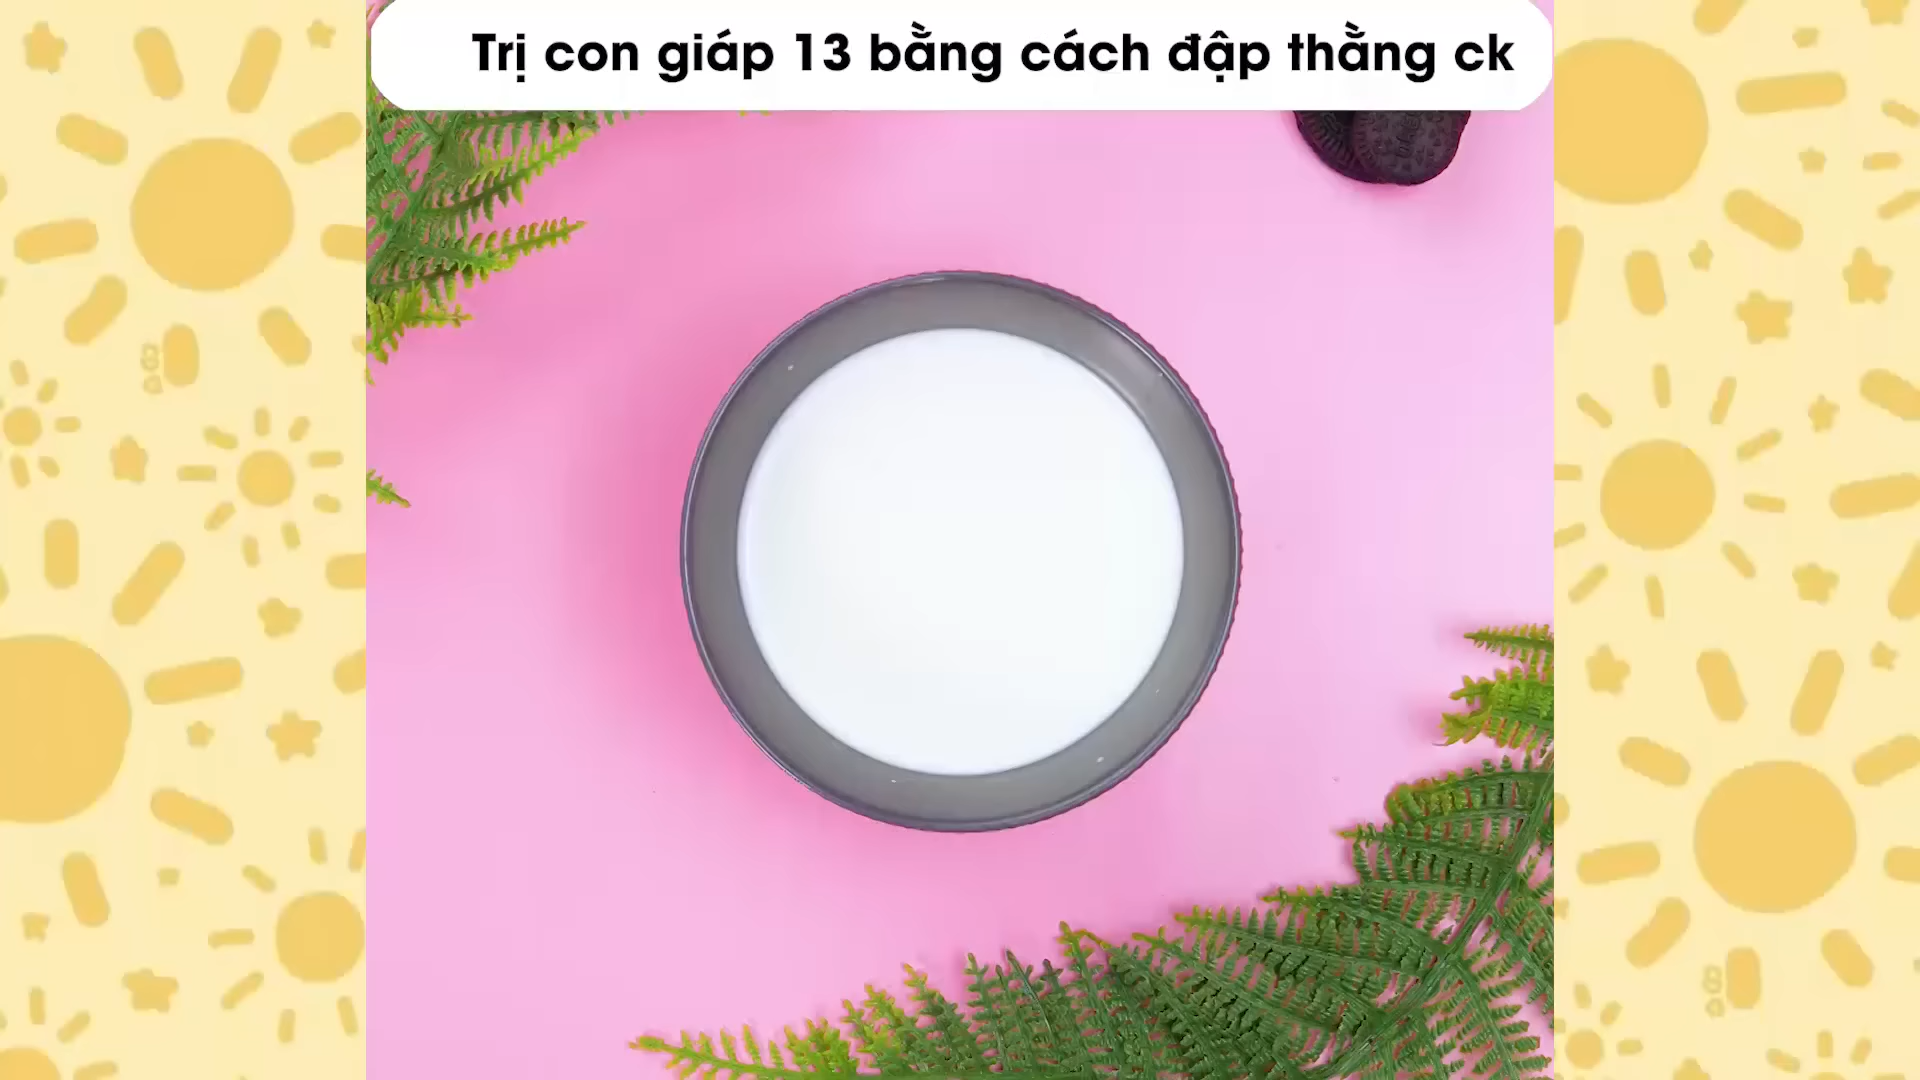 Trị con giáp 13 bằng cách đập thằng ck